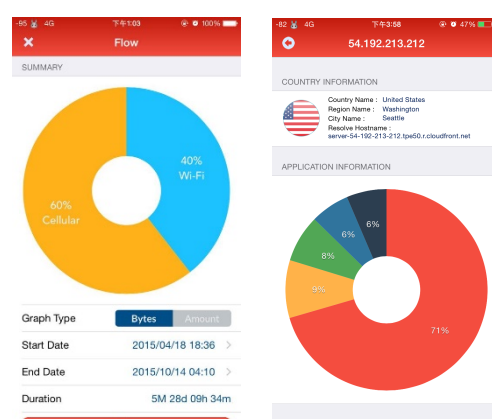 -95 4G 下午1:03 100%
Flow
SUMMARY
40%
Wi-Fi
60%
Cellular
Graph Type Bytes Amount
Start Date 2015/04/18 18:36
End Date 2015/10/14 04:10
Duration 5M 28d 09h 34m
-82 4G 下午3:58 47%
54.192.213.212
COUNTRY INFORMATION
Country Name : United States
Region Name : Washington
City Name : Seattle
Resolve Hostname :
server-54-192-213-212.tpe50.r.cloudfront.net
APPLICATION INFORMATION
6%
6%
8%
9%
71%